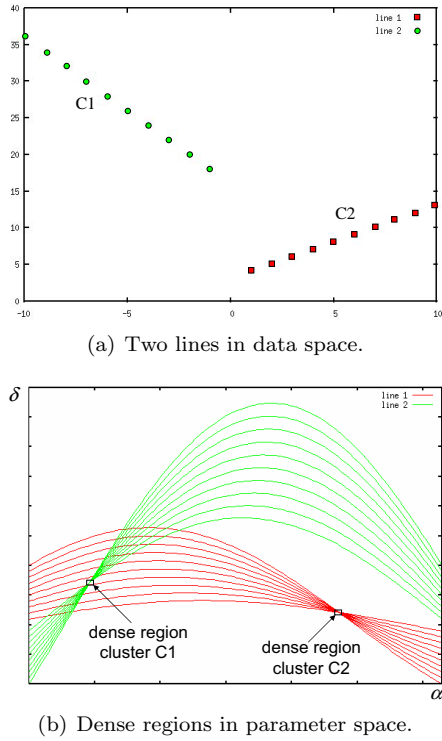 40
35
30
25
20
15
10
5
0
-10
-5
0
5
10
line 1
line 2
C1
C2
(a) Two lines in data space.
δ
line 1
line 2
dense region
cluster C1
dense region
cluster C2
α
(b) Dense regions in parameter space.